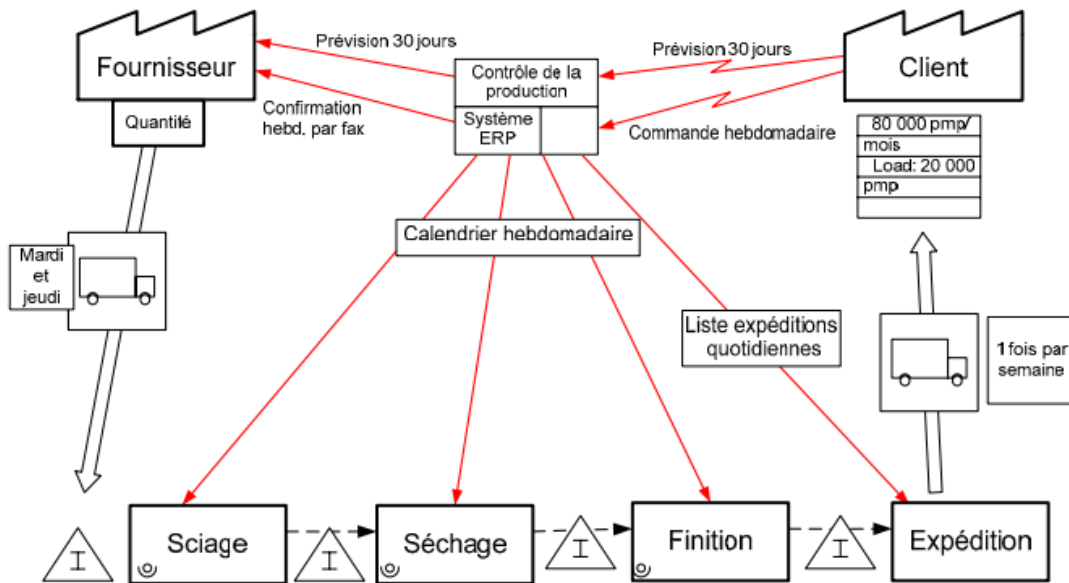 Fournisseur
Quantité
Prévision 30 jours
Confirmation
hebd. par fax
Contrôle de la
production
Système
ERP
Prévision 30 jours
Commande hebdomadaire
Client
80 000 pmp/
mois
Load: 20 000
pmp
Mardi
et
jeudi
Calendrier hebdomadaire
Liste expéditions
quotidiennes
1 fois par
semaine
I
Sciage
I
Séchage
I
Finition
I
Expédition